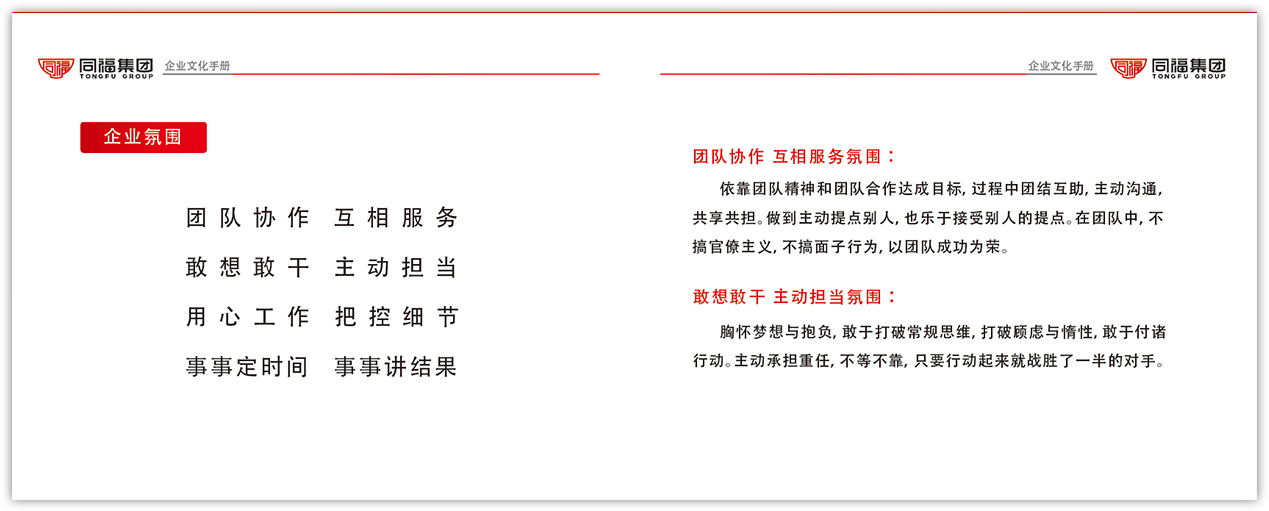 同福集团
TONGFU GROUP
企业文化手册
企业氛围
团队协作 互相服务
敢想敢干 主动担当
用心工作 把控细节
事事定时间 事事讲结果
企业文化手册
同福集团
TONGFU GROUP
团队协作 互相服务氛围：
依靠团队精神和团队合作达成目标, 过程中团结互助, 主动沟通,
共享共担。做到主动提点别人, 也乐于接受别人的提点。在团队中, 不
搞官僚主义, 不搞面子行为, 以团队成功为荣。
敢想敢干 主动担当氛围：
胸怀梦想与抱负, 敢于打破常规思维, 打破顾虑与惰性, 敢于付诸
行动。主动承担重任, 不等不靠, 只要行动起来就战胜了一半的对手。